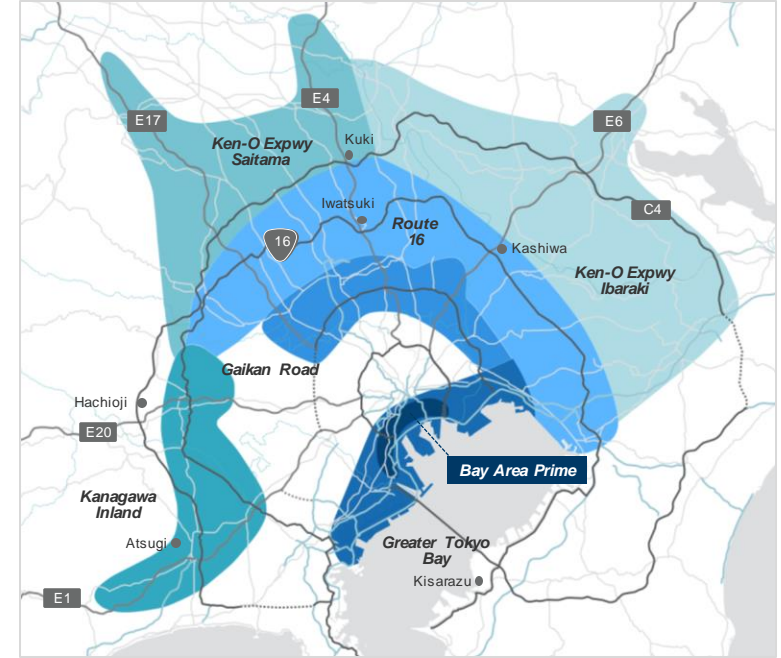 E4
E17
E6
Ken-O Expwy
Saitama
Kuki
Iwatsuki
C4
Route
16
16
Kashiwa
Ken-O Expwy
Ibaraki
Gaikan Road
Hachioji
E20
Bay Area Prime
Kanagawa
Inland
Atsugi
Greater Tokyo
Bay
Kisarazu
E1